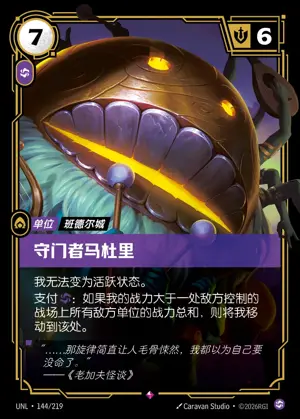 7
6
单位 班德尔城
守门者马杜里
我无法变为活跃状态。
支付：如果我的战力大于一处敌方控制的
战场上所有敌方单位的战力总和，则将我移
动到该处。
“……那旋律简直让人毛骨悚然，我都以为自己要
没命了。”
——《老加夫怪谈》
UNL • 144/219
Caravan Studio • ©2026RGI